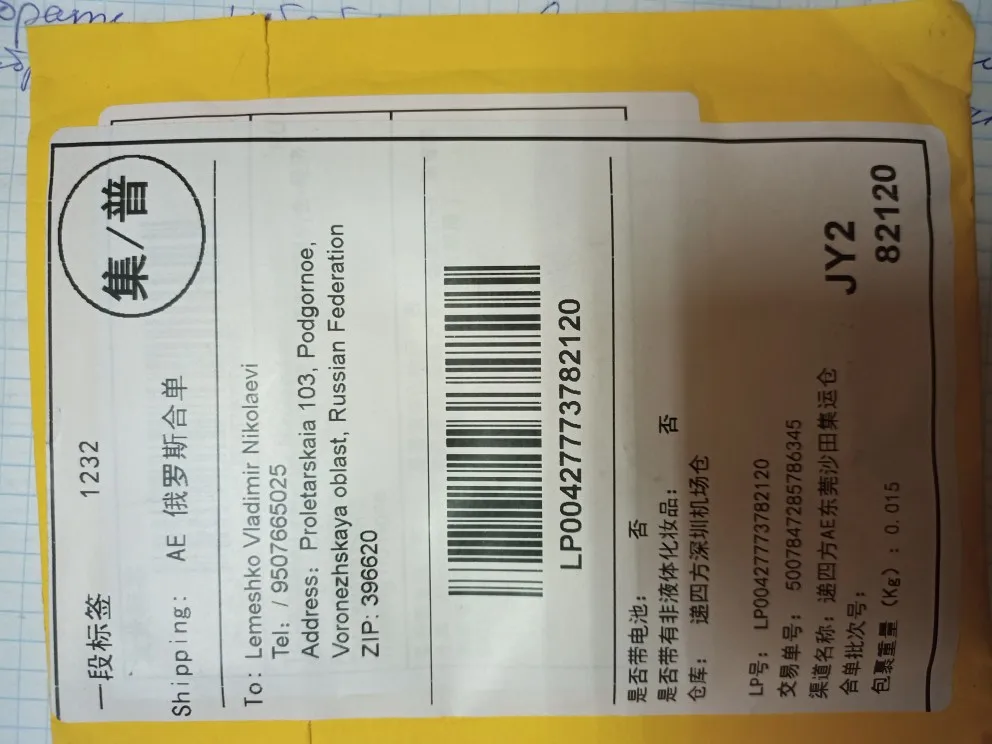 一段标签 1232
集/普
Shipping: AE 俄罗斯合单
To: Lemeshko Vladimir Nikolaevi
Tel: / 95076665025
Address: Proletarskaia 103, Podgornoe,
Voronezhskaya oblast, Russian Federation
ZIP: 396620
LP00427773782120
是否带电池: 否
是否带有非液体化妆品: 否
仓库: 递四方深圳机场仓
LP号: LP00427773782120
交易单号: 5007847285786345
渠道名称: 递四方AE东莞沙田集运仓
合单批次号:
包裹重量 (Kg): 0.015
JY2
82120